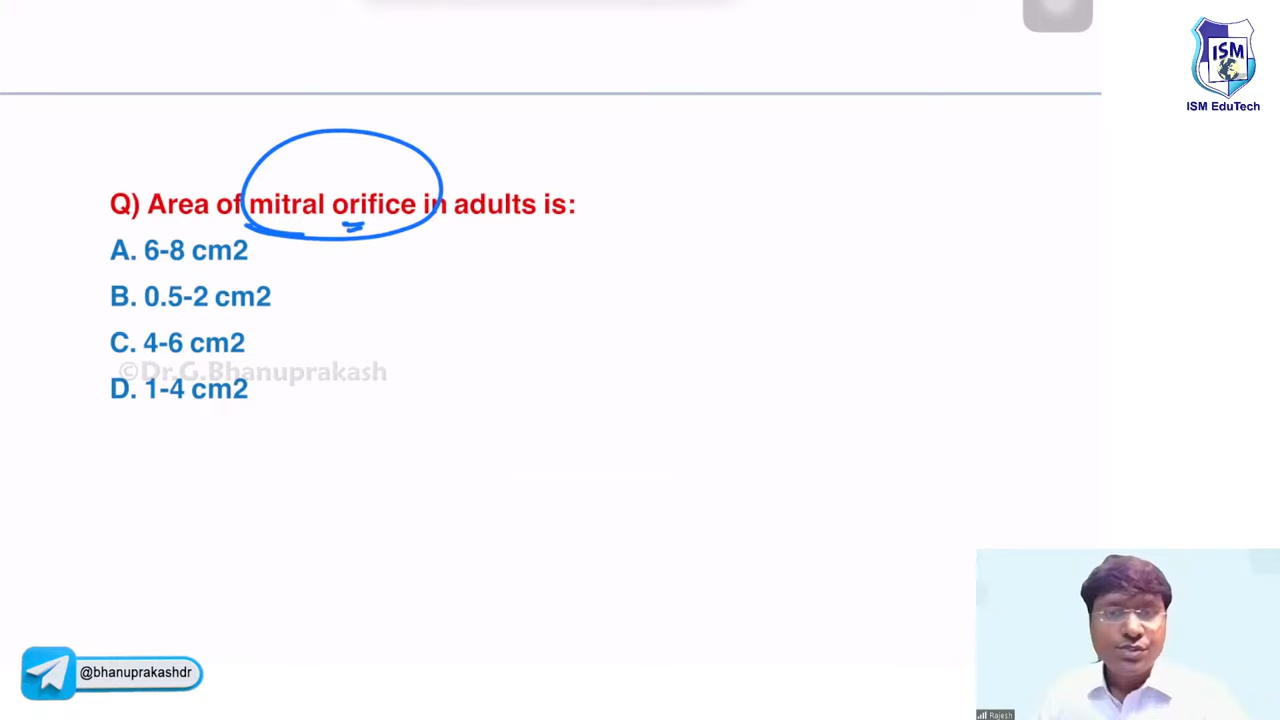 ISM
ISM EduTech
Q) Area of mitral orifice in adults is:
A. 6-8 cm2
B. 0.5-2 cm2
C. 4-6 cm2
©Dr.G.Bhanuprakash
D. 1-4 cm2
@bhanuprakashdr
Rajesh